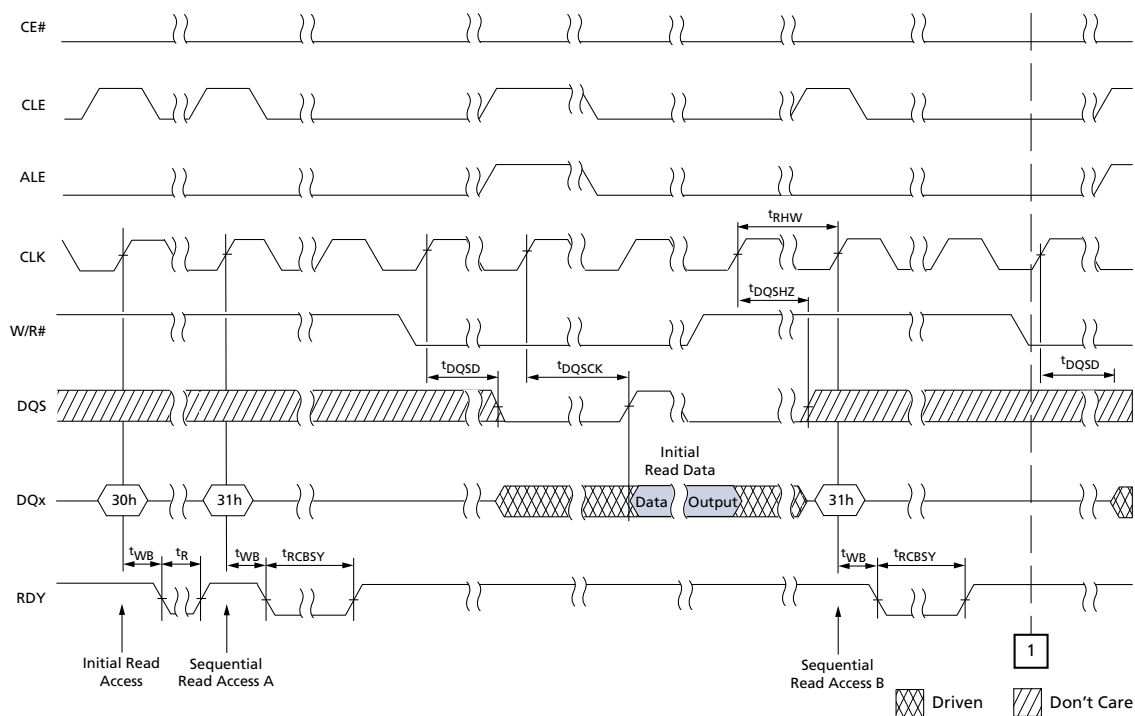 CE#
CLE
ALE
tRHW
CLK
tDQSHZ
W/R#
tDQSD
tDQSCK
tDQSD
DQS
Initial
Read Data
DQx
30h
31h
Data
Output
31h
tWB
tR
tWB
tRCBSY
tWB
tRCBSY
RDY
Initial Read
Access
Sequential
Read Access A
Sequential
Read Access B
1
Driven
Don't Care